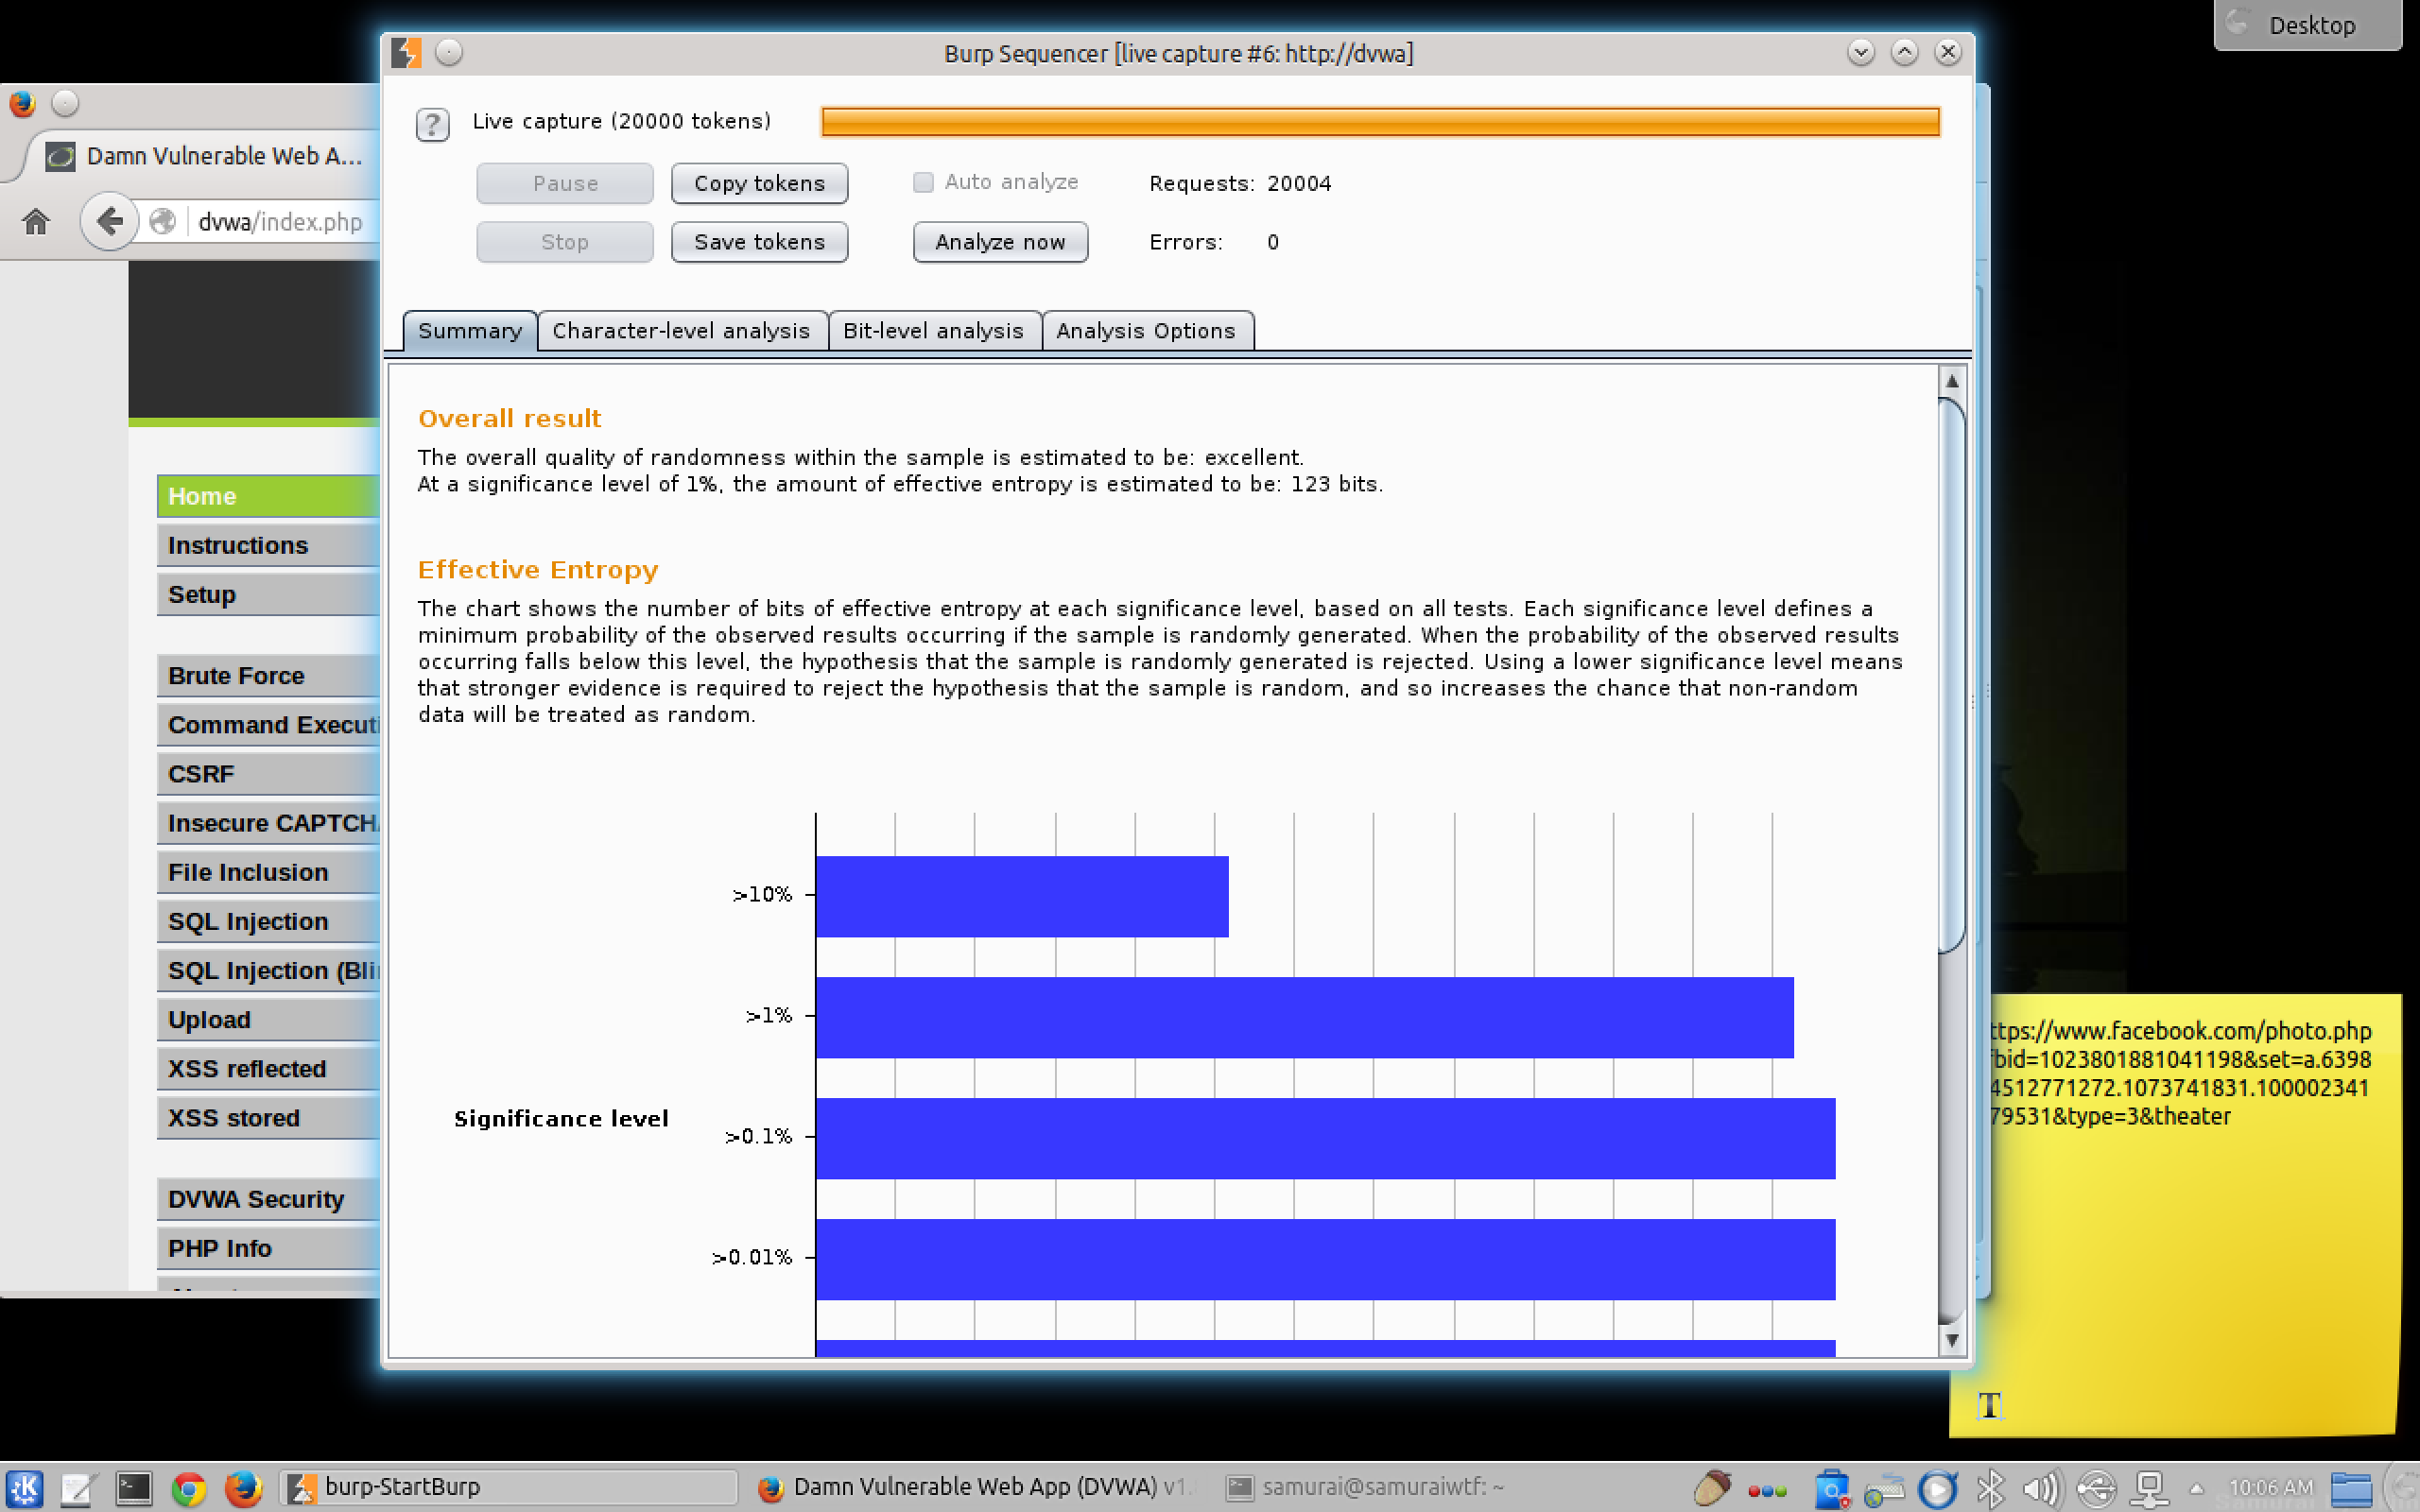 Desktop
Burp Sequencer [live capture #6: http://dvwa]
Damn Vulnerable Web A...
dvwa/index.php
Home
Instructions
Setup
Brute Force
Command Executi
CSRF
Insecure CAPTCH
File Inclusion
SQL Injection
SQL Injection (Bli
Upload
XSS reflected
XSS stored
DVWA Security
PHP Info
? Live capture (20000 tokens)
Pause Copy tokens Auto analyze Requests: 20004
Stop Save tokens Analyze now Errors: 0
Summary Character-level analysis Bit-level analysis Analysis Options
Overall result
The overall quality of randomness within the sample is estimated to be: excellent.
At a significance level of 1%, the amount of effective entropy is estimated to be: 123 bits.
Effective Entropy
The chart shows the number of bits of effective entropy at each significance level, based on all tests. Each significance level defines a
minimum probability of the observed results occurring if the sample is randomly generated. When the probability of the observed results
occurring falls below this level, the hypothesis that the sample is randomly generated is rejected. Using a lower significance level means
that stronger evidence is required to reject the hypothesis that the sample is random, and so increases the chance that non-random
data will be treated as random.
>10%
>1%
Significance level
>0.1%
>0.01%
ttps://www.facebook.com/photo.php
fbid=1023801881041198&set=a.6398
4512771272.1073741831.100002341
79531&type=3&theater
T
burp-StartBurp
Damn Vulnerable Web App (DVWA) v1.
samurai@samuraiwtf: ~
10:06 AM